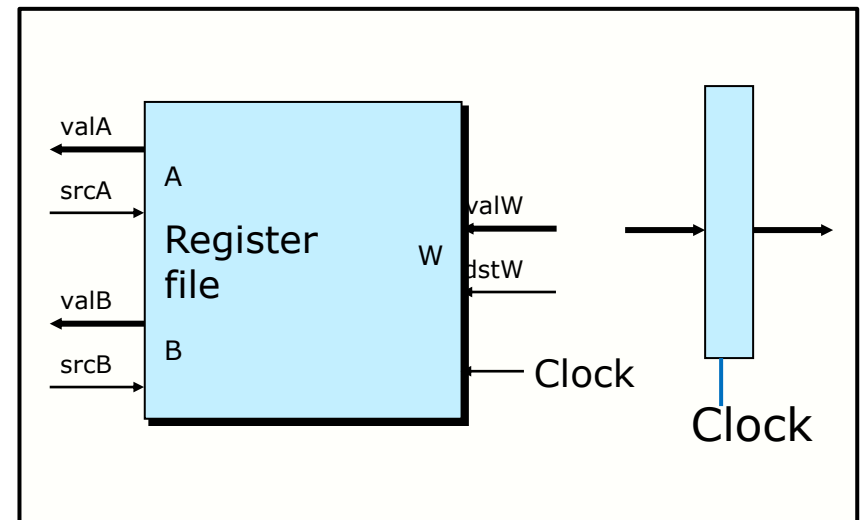 valA
srcA
A
Register
file
valB
srcB
B
W
valW
dstW
Clock
Clock